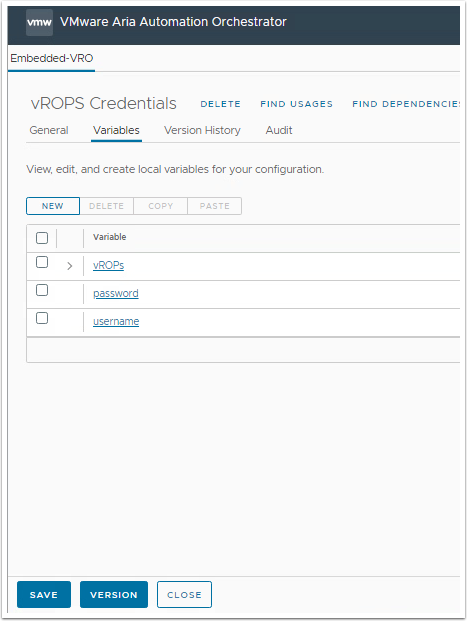 vmw VMware Aria Automation Orchestrator
Embedded-VRO
vROPS Credentials DELETE FIND USAGES FIND DEPENDENCIES
General Variables Version History Audit
View, edit, and create local variables for your configuration.
NEW DELETE COPY PASTE
Variable
vROPs
password
username
SAVE VERSION CLOSE